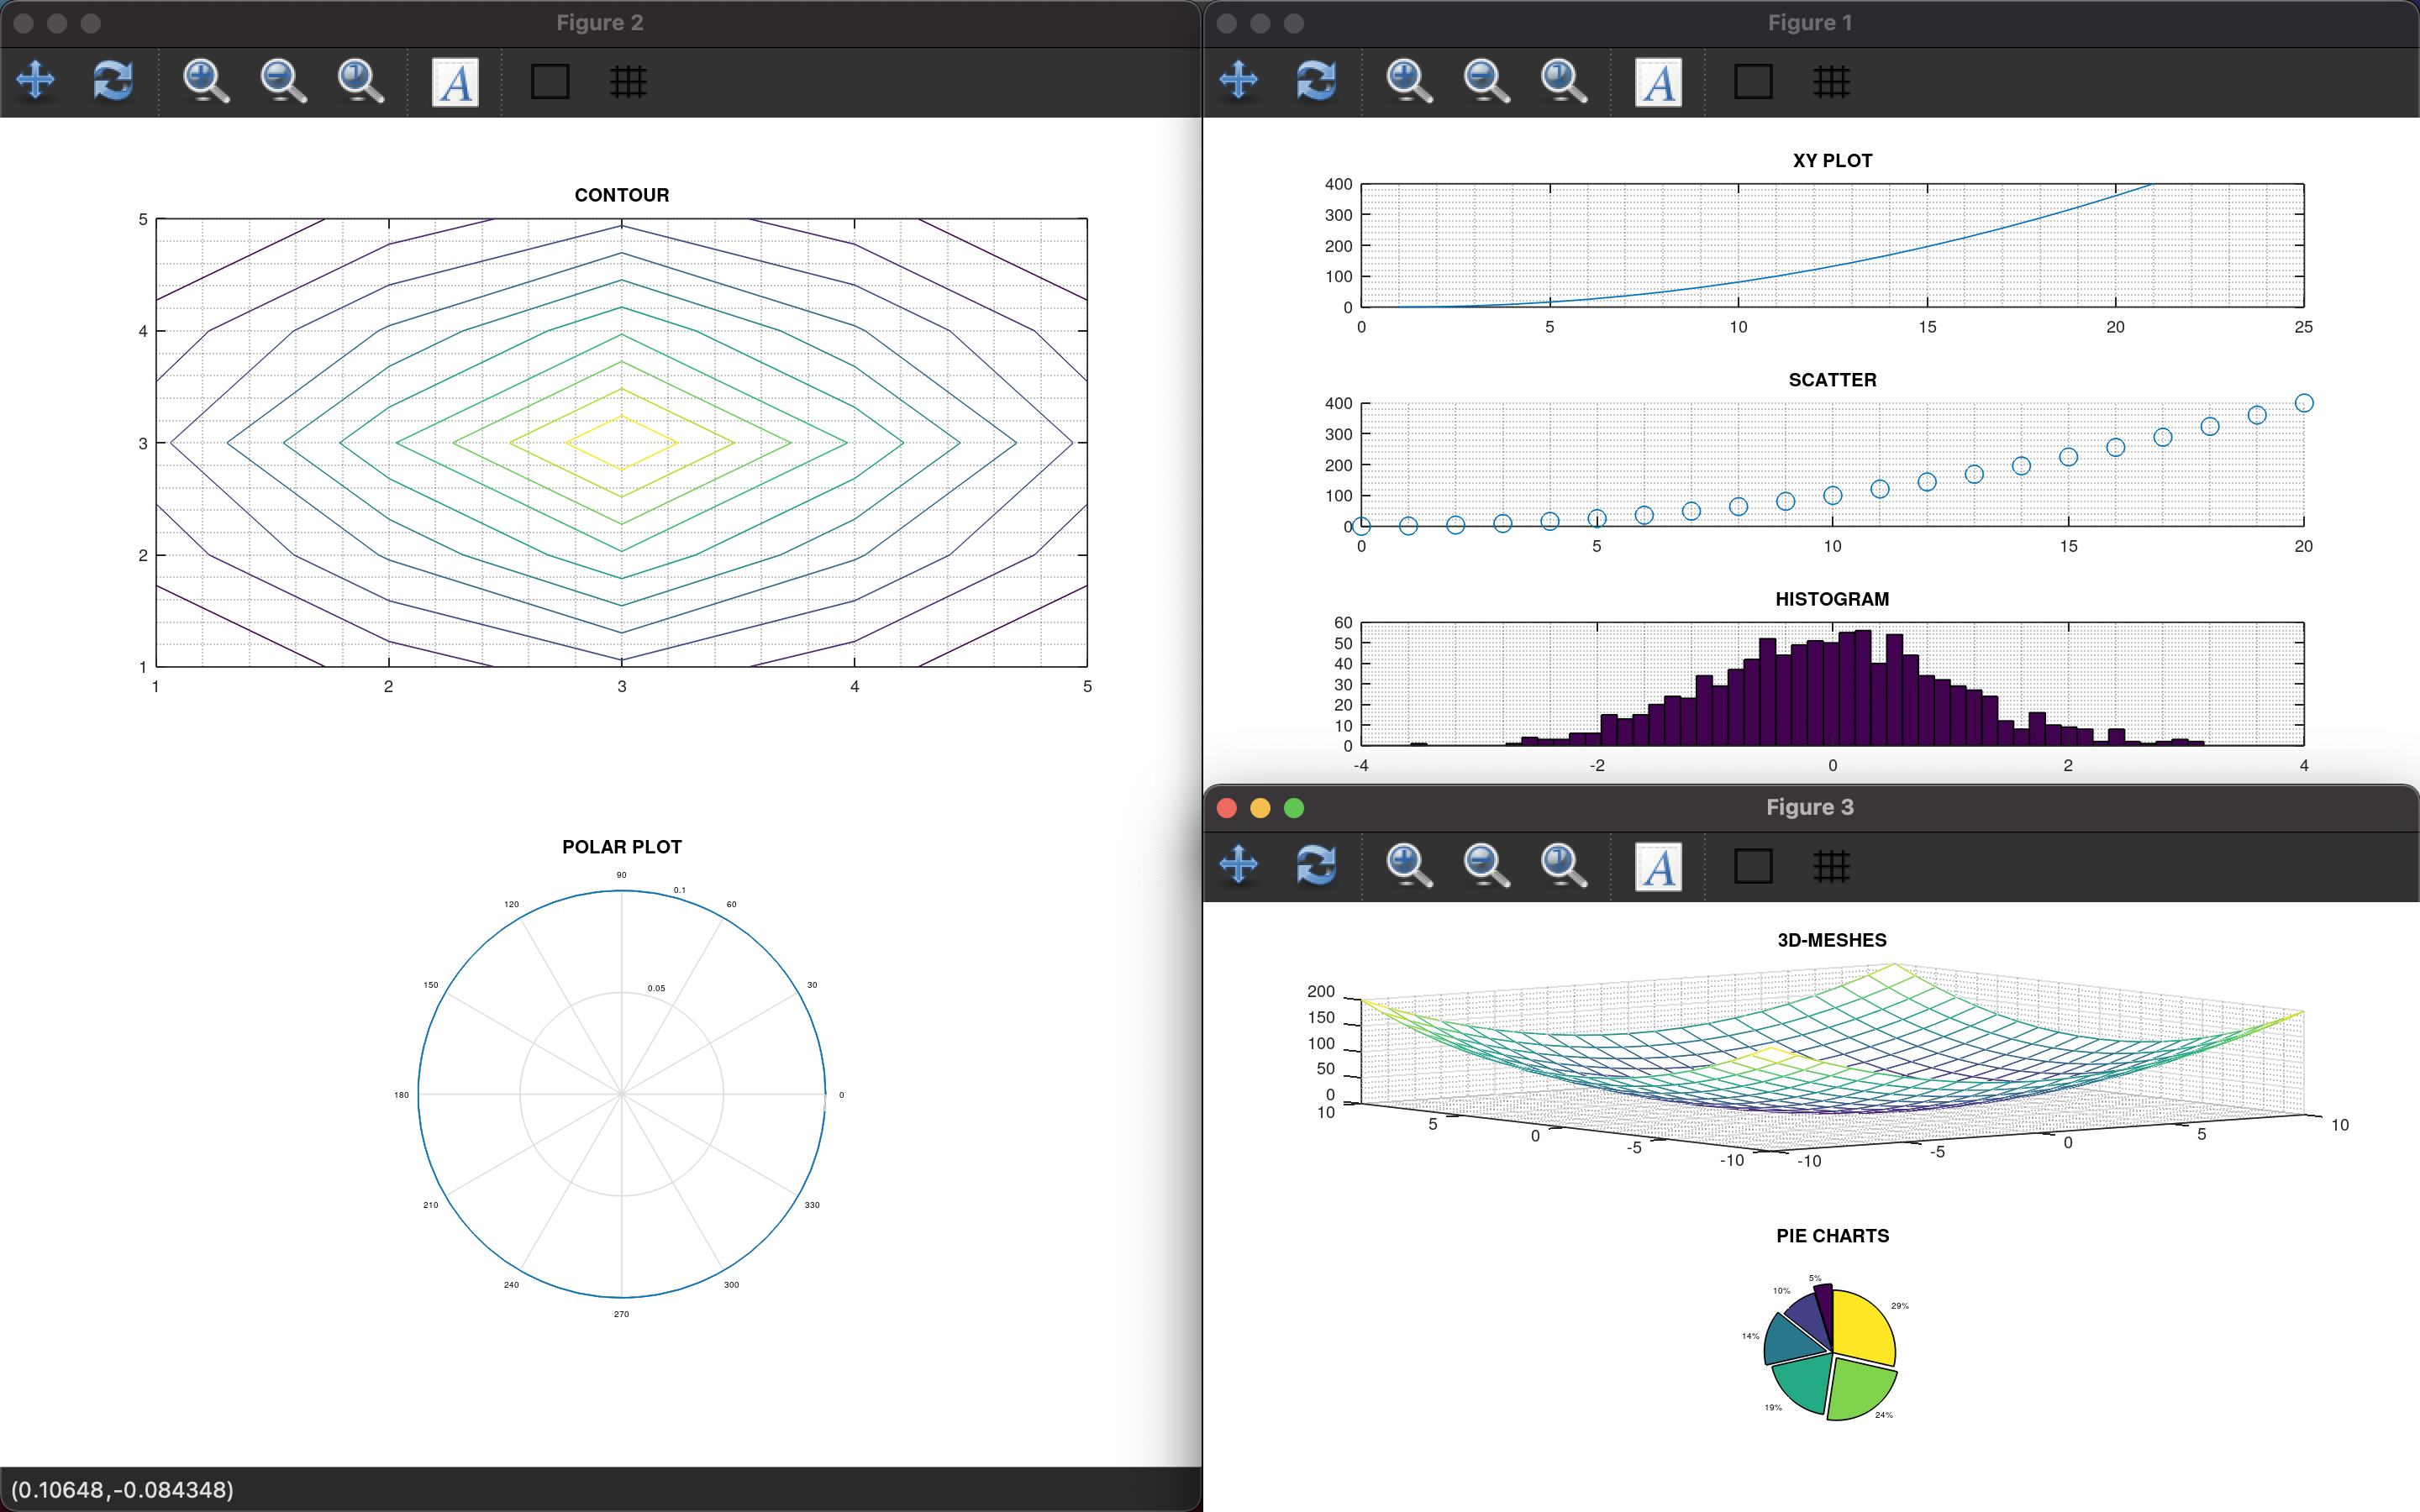 Figure 2
A
CONTOUR
5
4
3
2
1
1 2 3 4 5
POLAR PLOT
90
120 0.1 60
150 0.05 30
180 0
210 330
240 300
270
(0.10648,-0.084348)
Figure 1
A
XY PLOT
400
300
200
100
0
0 5 10 15 20 25
SCATTER
400
300
200
100
0
0 5 10 15 20
HISTOGRAM
60
50
40
30
20
10
0
-4 -2 0 2 4
Figure 3
A
3D-MESHES
200
150
100
50
0
10 5 0 -5 -10
-10 -5 0 5 10
PIE CHARTS
5%
10% 29%
14%
19% 24%